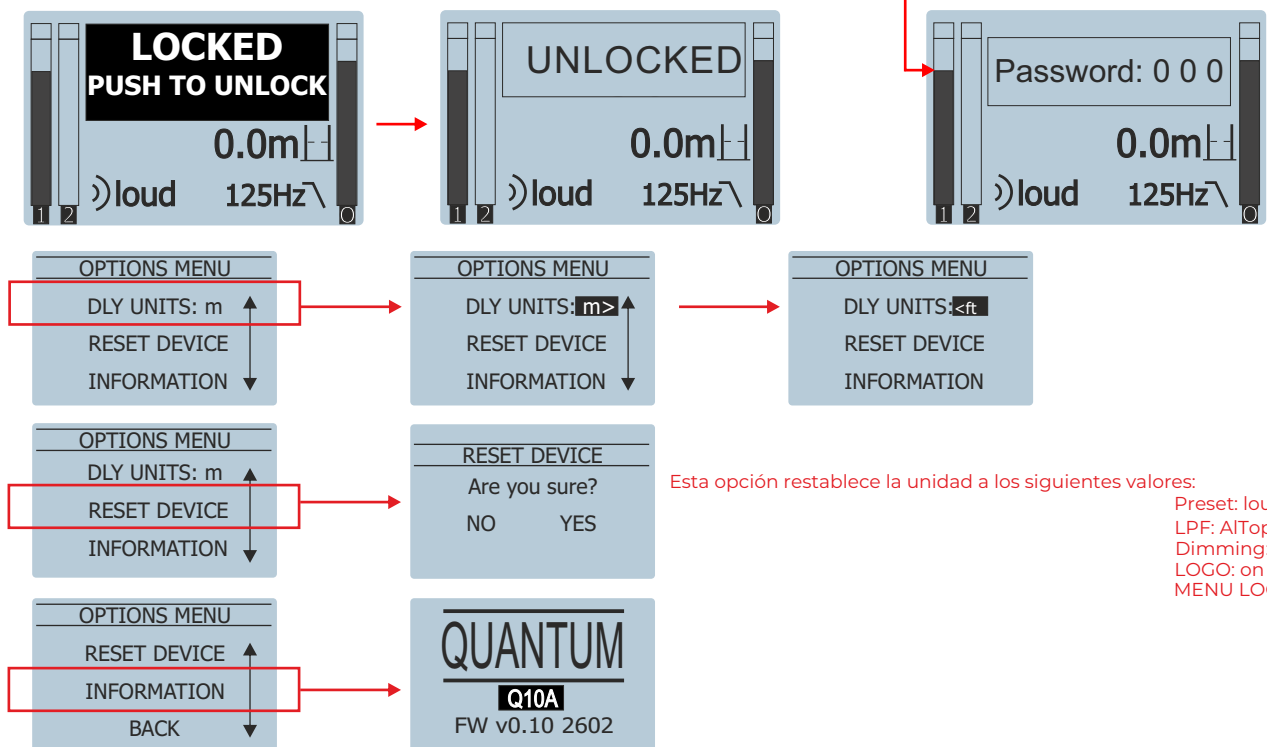 LOCKED
PUSH TO UNLOCK
0.0m
loud 125Hz
1 2 O
UNLOCKED
0.0m
loud 125Hz
1 2 O
Password: 0 0 0
0.0m
loud 125Hz
1 2 O
OPTIONS MENU
DLY UNITS: m
RESET DEVICE
INFORMATION
OPTIONS MENU
DLY UNITS: m>
RESET DEVICE
INFORMATION
OPTIONS MENU
DLY UNITS:<ft
RESET DEVICE
INFORMATION
OPTIONS MENU
DLY UNITS: m
RESET DEVICE
INFORMATION
RESET DEVICE
Are you sure?
NO YES
Esta opción restablece la unidad a los siguientes valores:
Preset:
LPF:
Dimming:
LOGO: on
MENU
OPTIONS MENU
RESET DEVICE
INFORMATION
BACK
QUANTUM
Q10A
FW v0.10 2602